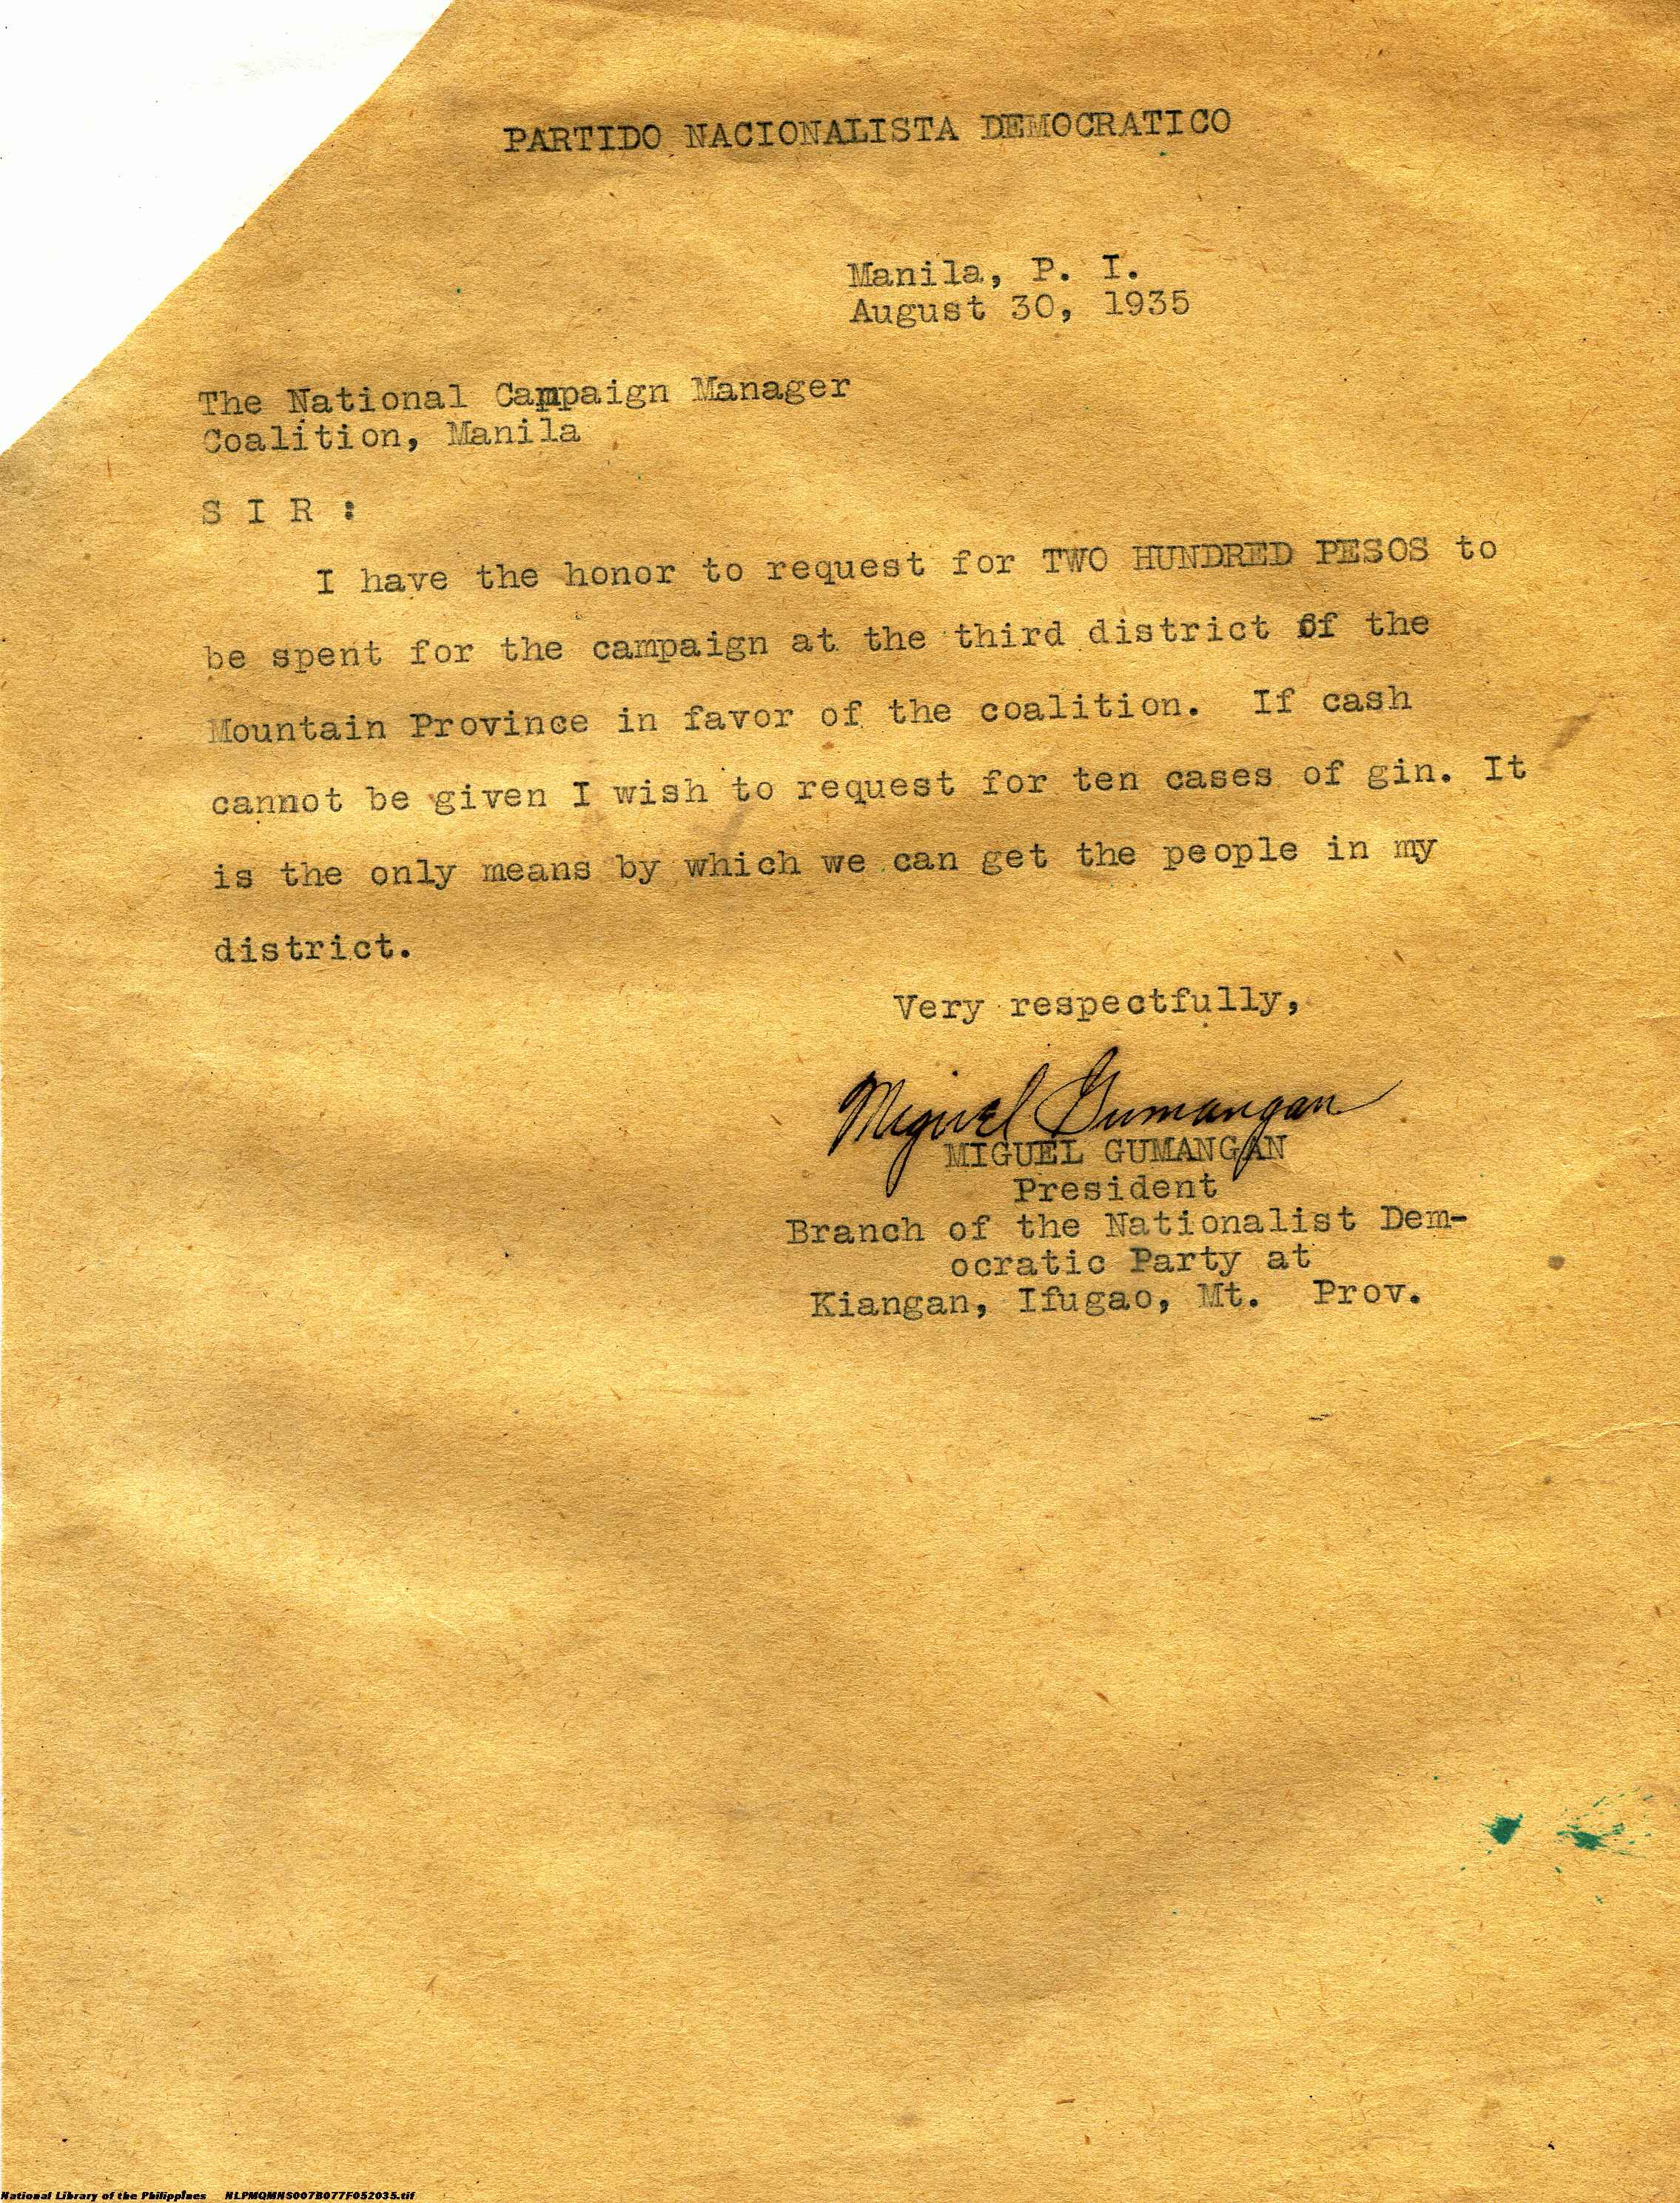 PARTIDO NACIONALISTA DEMOCRATICO
Manila, P. I.
August 30, 1935
The National Campaign Manager
Coalition, Manila
S I R :
I have the honor to request for TWO HUNDRED PESOS to
be spent for the campaign at the third district of the
Mountain Province in favor of the coalition. If cash
cannot be given I wish to request for ten cases of gin. It
is the only means by which we can get the people in my
district.
Very respectfully,
Miguel Gumangan
MIGUEL GUMANGAN
President
Branch of the Nationalist Dem-
ocratic Party at
Kiangan, Ifugao, Mt. Prov.
National Library of the Philippines NLPMQMNS007B077F052035.tif